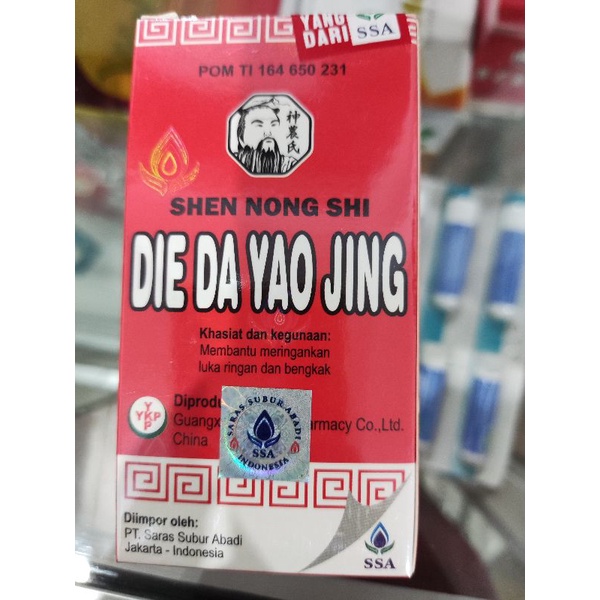 YANG
DARI
SSA
POM TI 164 650 231
神農氏
SHEN NONG SHI
DIE DA YAO JING
Khasiat dan kegunaan:
Membantu meringankan
luka ringan dan bengkak
YKP
Y
P
Guangx
Co.,Ltd.
China
SARAS SUBUR ABADI
SSA
INDONESIA
Diimpor oleh:
PT. Saras Subur Abadi
Jakarta - Indonesia
SSA